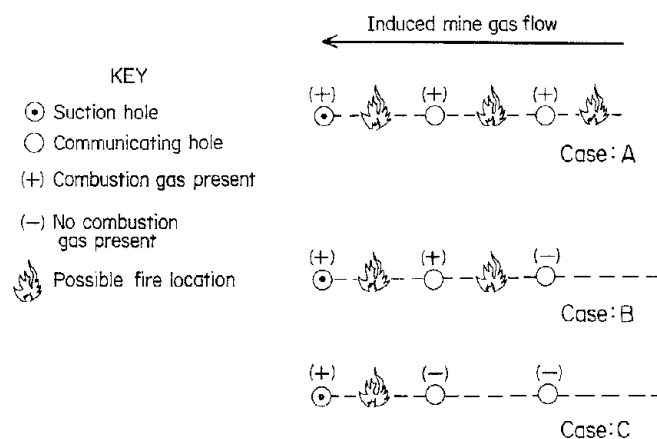 Induced mine gas flow
KEY
Suction hole
Communicating hole
(+) Combustion gas present
(−) No combustion
gas present
Possible fire location
(+) (+) (+)
Case: A
(+) (+) (−)
Case: B
(+) (−) (−)
Case: C